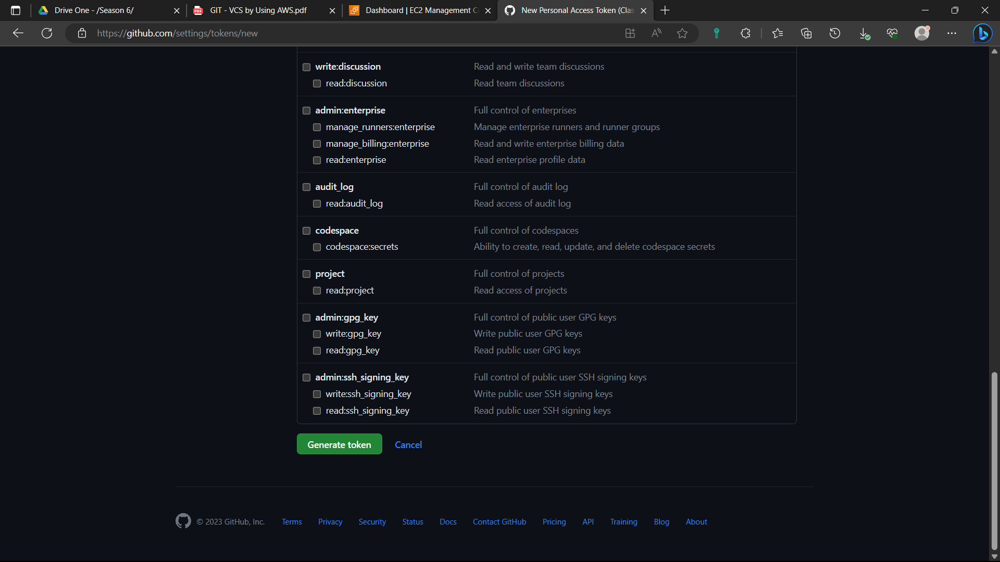 Drive One - /Season 6/
GIT - VCS by Using AWS.pdf
Dashboard | EC2 Management C
New Personal Access Token (Clas
https://github.com/settings/tokens/new
write:discussion Read and write team discussions
read:discussion Read team discussions
admin:enterprise Full control of enterprises
manage_runners:enterprise Manage enterprise runners and runner groups
manage_billing:enterprise Read and write enterprise billing data
read:enterprise Read enterprise profile data
audit_log Full control of audit log
read:audit_log Read access of audit log
codespace Full control of codespaces
codespace:secrets Ability to create, read, update, and delete codespace secrets
project Full control of projects
read:project Read access of projects
admin:gpg_key Full control of public user GPG keys
write:gpg_key Write public user GPG keys
read:gpg_key Read public user GPG keys
admin:ssh_signing_key Full control of public user SSH signing keys
write:ssh_signing_key Write public user SSH signing keys
read:ssh_signing_key Read public user SSH signing keys
Generate token Cancel
© 2023 GitHub, Inc. Terms Privacy Security Status Docs Contact GitHub Pricing API Training Blog About